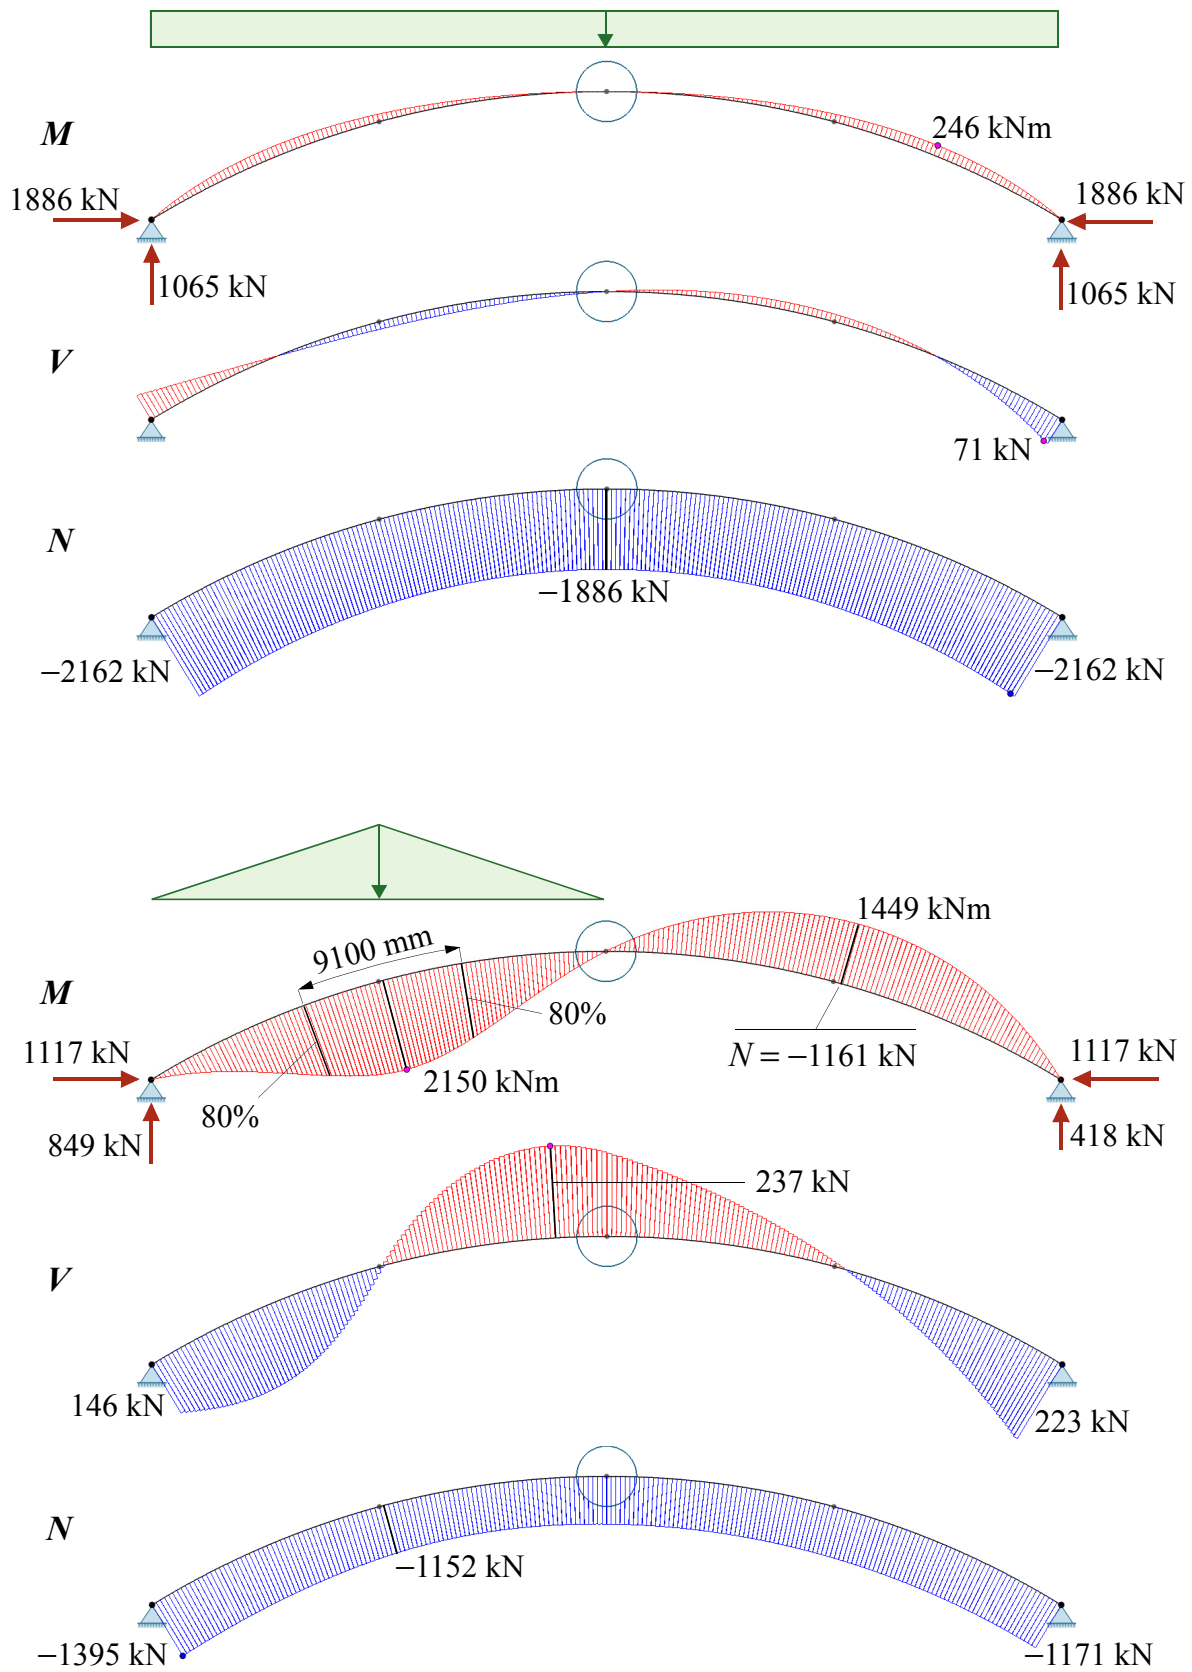 M
246 kNm
1886 kN
1886 kN
1065 kN
1065 kN
V
71 kN
N
−1886 kN
−2162 kN
−2162 kN
1449 kNm
9100 mm
M
80%
1117 kN
N = −1161 kN
1117 kN
2150 kNm
80%
849 kN
418 kN
237 kN
V
146 kN
223 kN
N
−1152 kN
−1395 kN
−1171 kN